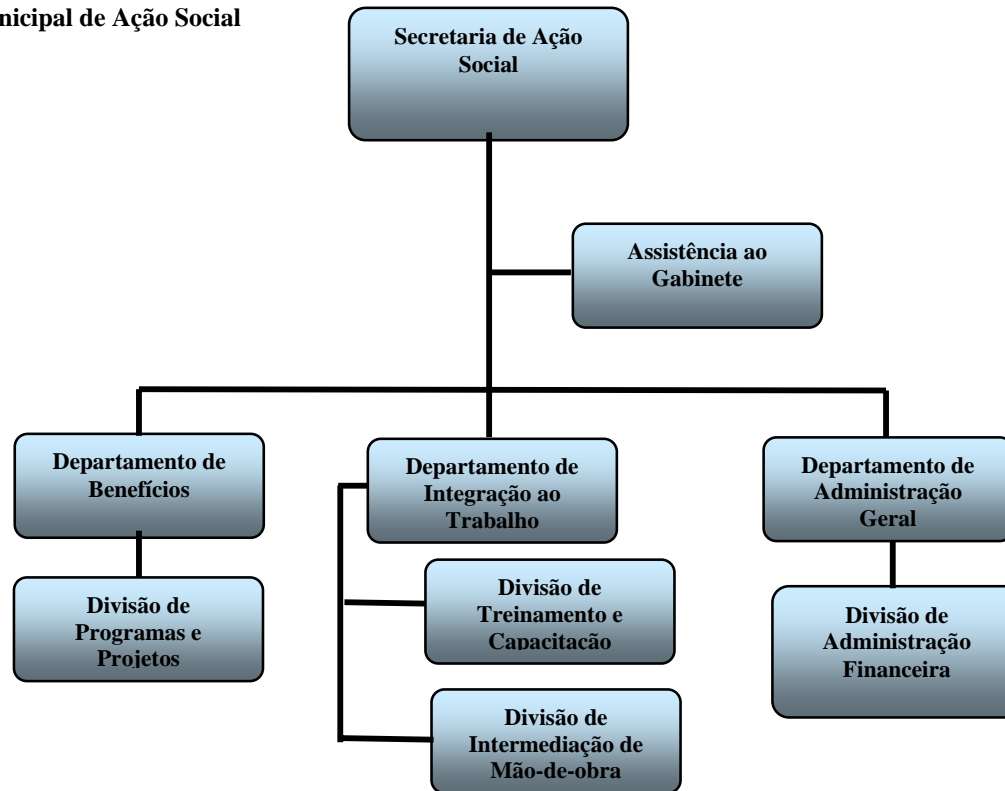 nicipal de Ação Social
Secretaria de Ação
Social
Assistência ao
Gabinete
Departamento de
Benefícios
Departamento de
Integração ao
Trabalho
Departamento de
Administração
Geral
Divisão de
Programas e
Projetos
Divisão de
Treinamento e
Capacitação
Divisão de
Administração
Financeira
Divisão de
Intermediação de
Mão-de-obra